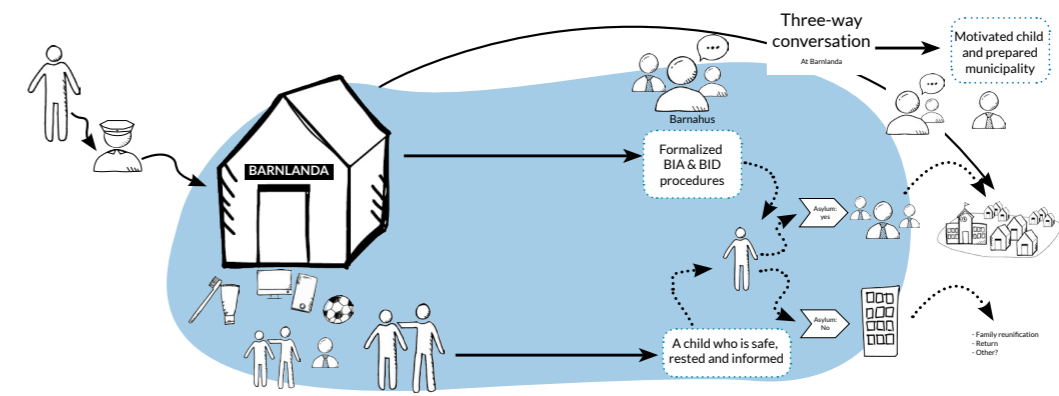 Three-way
conversation
At Barnlanda
Motivated child
and prepared
municipality
Barnahus
BARNLANDA
Formalized
BIA & BID
procedures
Asylum:
yes
Asylum:
No
A child who is safe,
rested and informed
- Family reunification
- Return
- Other?